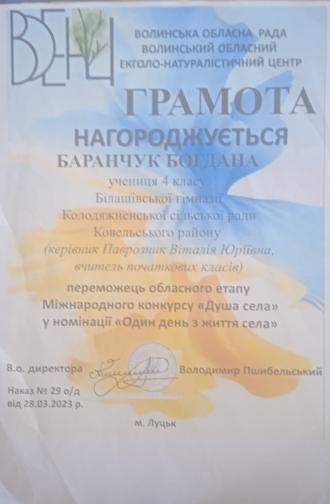 ВОЕНЦ
ВОЛИНСЬКА ОБЛАСНА РАДА
ВОЛИНСЬКИЙ ОБЛАСНИЙ
ЕКГОЛО-НАТУРАЛІСТИЧНИЙ ЦЕНТР
ГРАМОТА
НАГОРОДЖУЄТЬСЯ
БАРАНЧУК БОГДАНА
учениця 4 класу
Білашівської гімназії
Колодяжненської сільської ради
Ковельського району
(керівник Паврозник Віталія Юріївна,
вчитель початкових класів)
переможець обласного етапу
Міжнародного конкурсу «Душа села»
у номінації «Один день з життя села»
В.о. директора Володимир Пшибельський
Наказ № 29 о/д
від 28.03.2023 р.
м. Луцьк